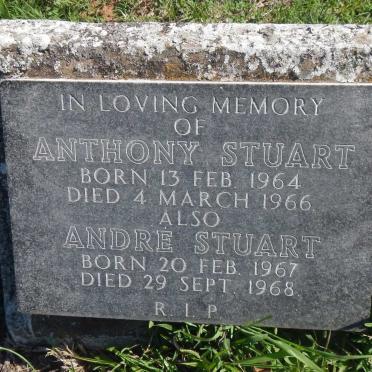 IN LOVING MEMORY
OF
ANTHONY STUART
BORN 13 FEB. 1964
DIED 4 MARCH 1966
ALSO
ANDRÉ STUART
BORN 20 FEB. 1967
DIED 29 SEPT. 1968
R.I.P